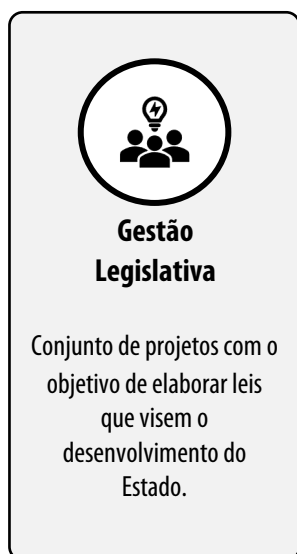 Gestão
Legislativa
Conjunto de projetos com o
objetivo de elaborar leis
que visem o
desenvolvimento do
Estado.